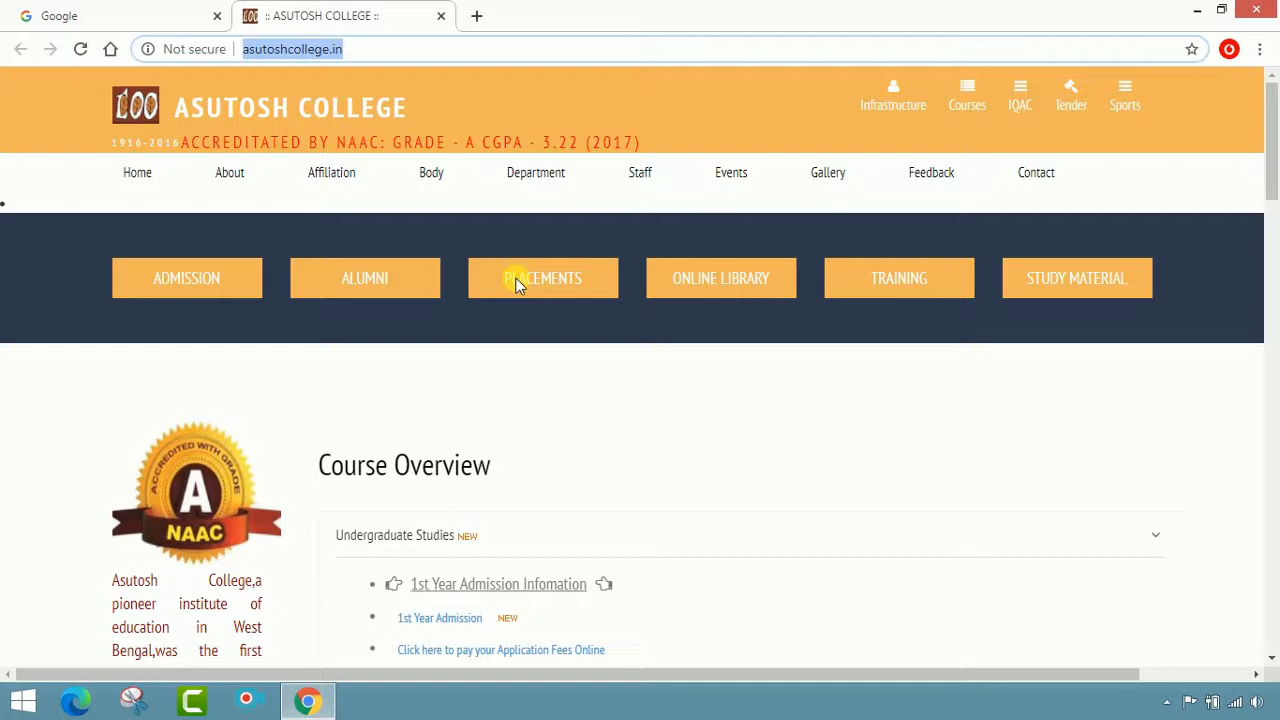 Google
:: ASUTOSH COLLEGE ::
Not secure
asutoshcollege.in
100
ASUTOSH COLLEGE
1916-2016 ACCREDITATED BY NAAC: GRADE - A CGPA - 3.22 (2017)
Infrastructure Courses IQAC Tender Sports
Home About Affiliation Body Department Staff Events Gallery Feedback Contact
ADMISSION ALUMNI PLACEMENTS ONLINE LIBRARY TRAINING STUDY MATERIAL
ACCREDITED WITH GRADE
A
NAAC
Asutosh College,a
pioneer institute of
education in West
Bengal,was the first
Course Overview
Undergraduate Studies NEW
1st Year Admission Infomation
1st Year Admission NEW
Click here to pay your Application Fees Online